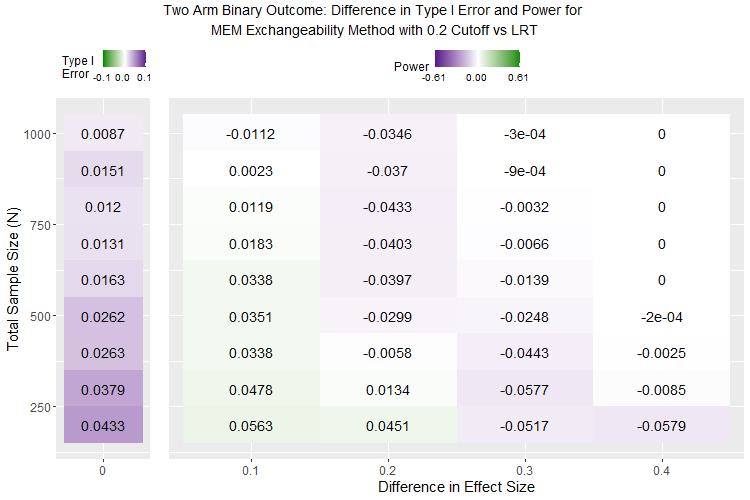 Two Arm Binary Outcome: Difference in Type I Error and Power for
MEM Exchangeability Method with 0.2 Cutoff vs LRT
Type I
Error
-0.1 0.0 0.1
Power
-0.61 0.00 0.61
Total Sample Size (N)
1000
750
500
250
0.0087 -0.0112 -0.0346 -3e-04 0
0.0151 0.0023 -0.037 -9e-04 0
0.012 0.0119 -0.0433 -0.0032 0
0.0131 0.0183 -0.0403 -0.0066 0
0.0163 0.0338 -0.0397 -0.0139 0
0.0262 0.0351 -0.0299 -0.0248 -2e-04
0.0263 0.0338 -0.0058 -0.0443 -0.0025
0.0379 0.0478 0.0134 -0.0577 -0.0085
0.0433 0.0563 0.0451 -0.0517 -0.0579
0 0.1 0.2 0.3 0.4
Difference in Effect Size